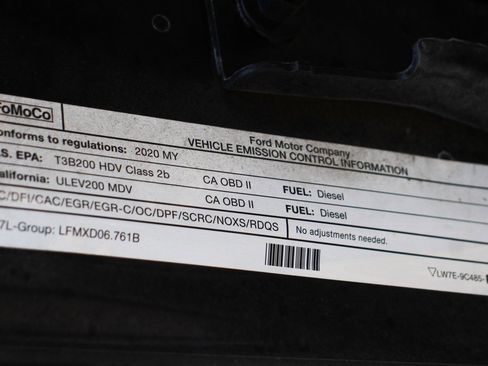 FoMoCo
Ford Motor Company
VEHICLE EMISSION CONTROL INFORMATION
onforms to regulations: 2020 MY
.S. EPA: T3B200 HDV Class 2b CA OBD II FUEL: Diesel
alifornia: ULEV200 MDV CA OBD II FUEL: Diesel
C/DFI/CAC/EGR/EGR-C/OC/DPF/SCRC/NOXS/RDQS No adjustments needed.
7L-Group: LFMXD06.761B
LW7E-9C485-